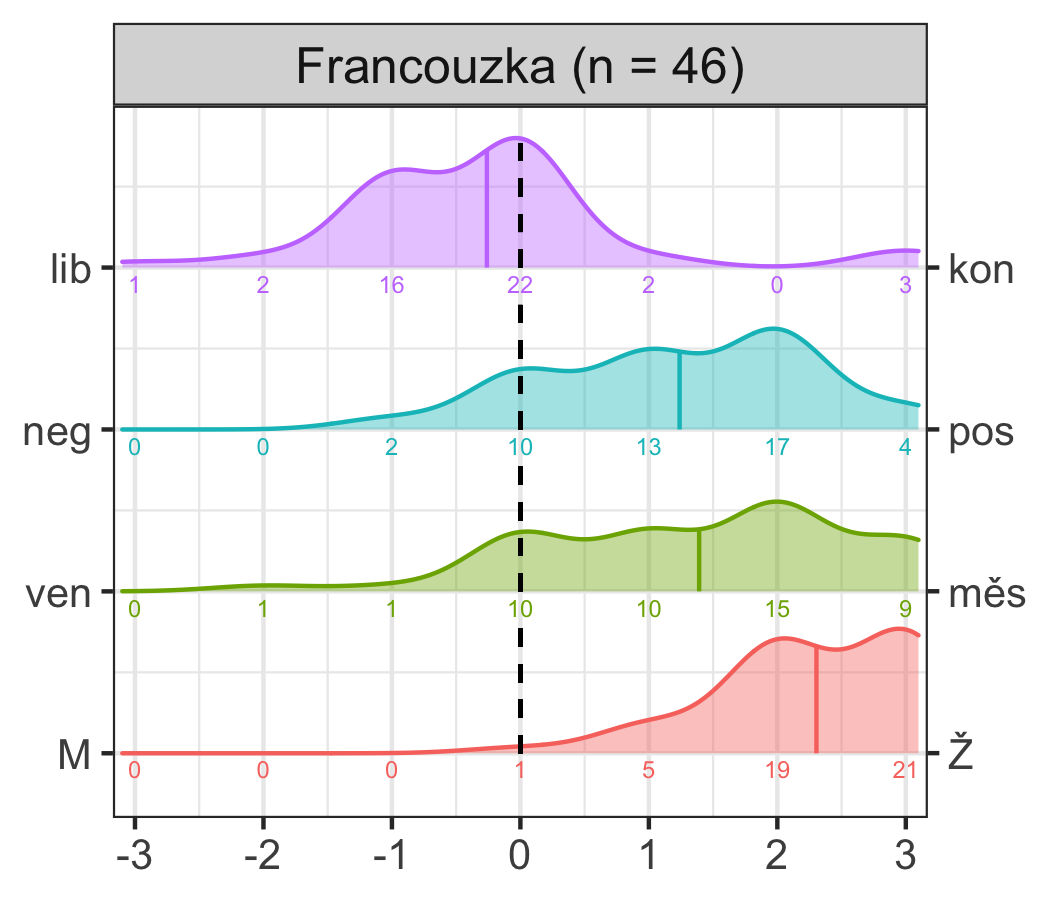 Francouzka (n = 46)
lib kon
1 2 16 22 2 0 3
neg pos
0 0 2 10 13 17 4
ven měs
0 1 1 10 10 15 9
M Ž
0 0 0 1 5 19 21
-3 -2 -1 0 1 2 3